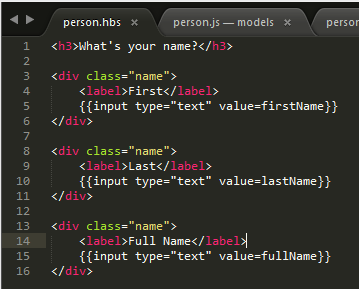 person.hbs × person.js — models × perso
1 <h3>What's your name?</h3>
2
3 <div class="name">
4     <label>First</label>
5     {{input type="text" value=firstName}}
6 </div>
7
8 <div class="name">
9     <label>Last</label>
10     {{input type="text" value=lastName}}
11 </div>
12
13 <div class="name">
14     <label>Full Name</label>
15     {{input type="text" value=fullName}}
16 </div>